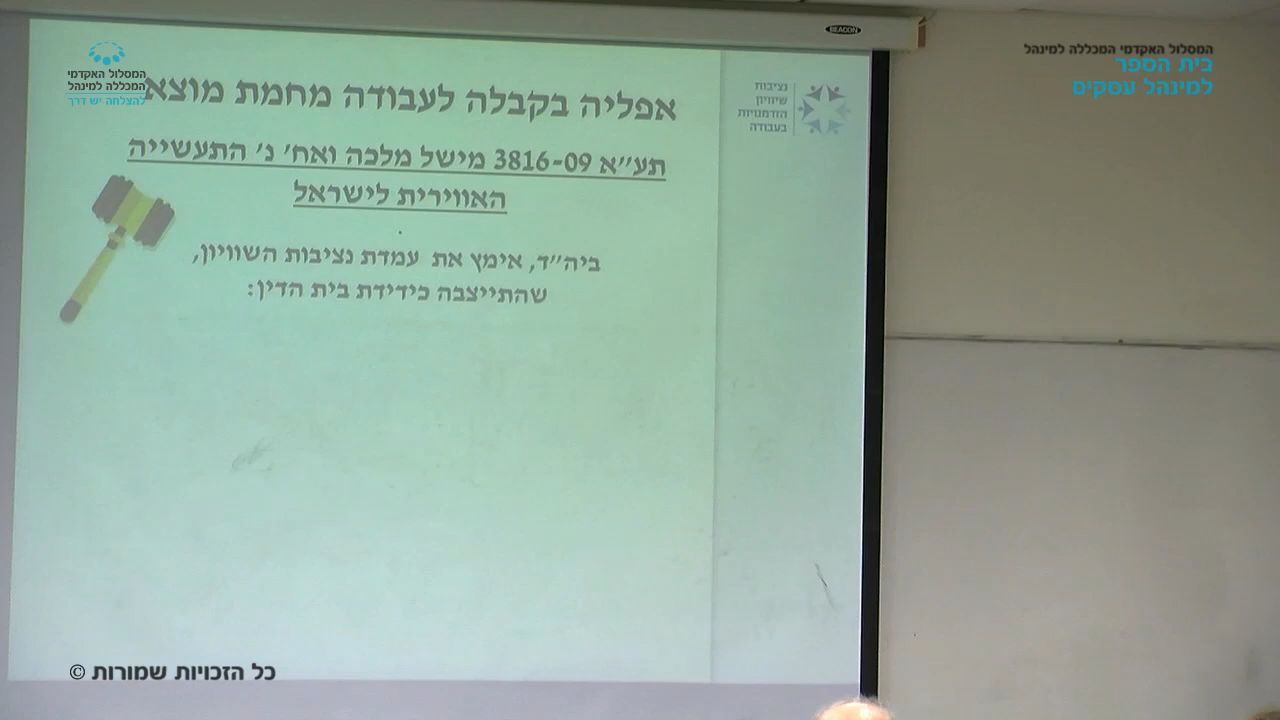 BEACON
המסלול האקדמי המכללה למינהל
בית הספר
למינהל עסקים
המסלול האקדמי
המכללה למינהל
להצלחה יש דרך
נציבות
שיוויון
הזדמנויות
בעבודה
אפליה בקבלה לעבודה מחמת מוצא
תע״א 3816-09 מישל מלכה ואח׳ נ׳ התעשייה
האווירית לישראל
ביה״ד, אימץ את עמדת נציבות השוויון,
שהתייצבה כידידת בית הדין:
כל הזכויות שמורות ©